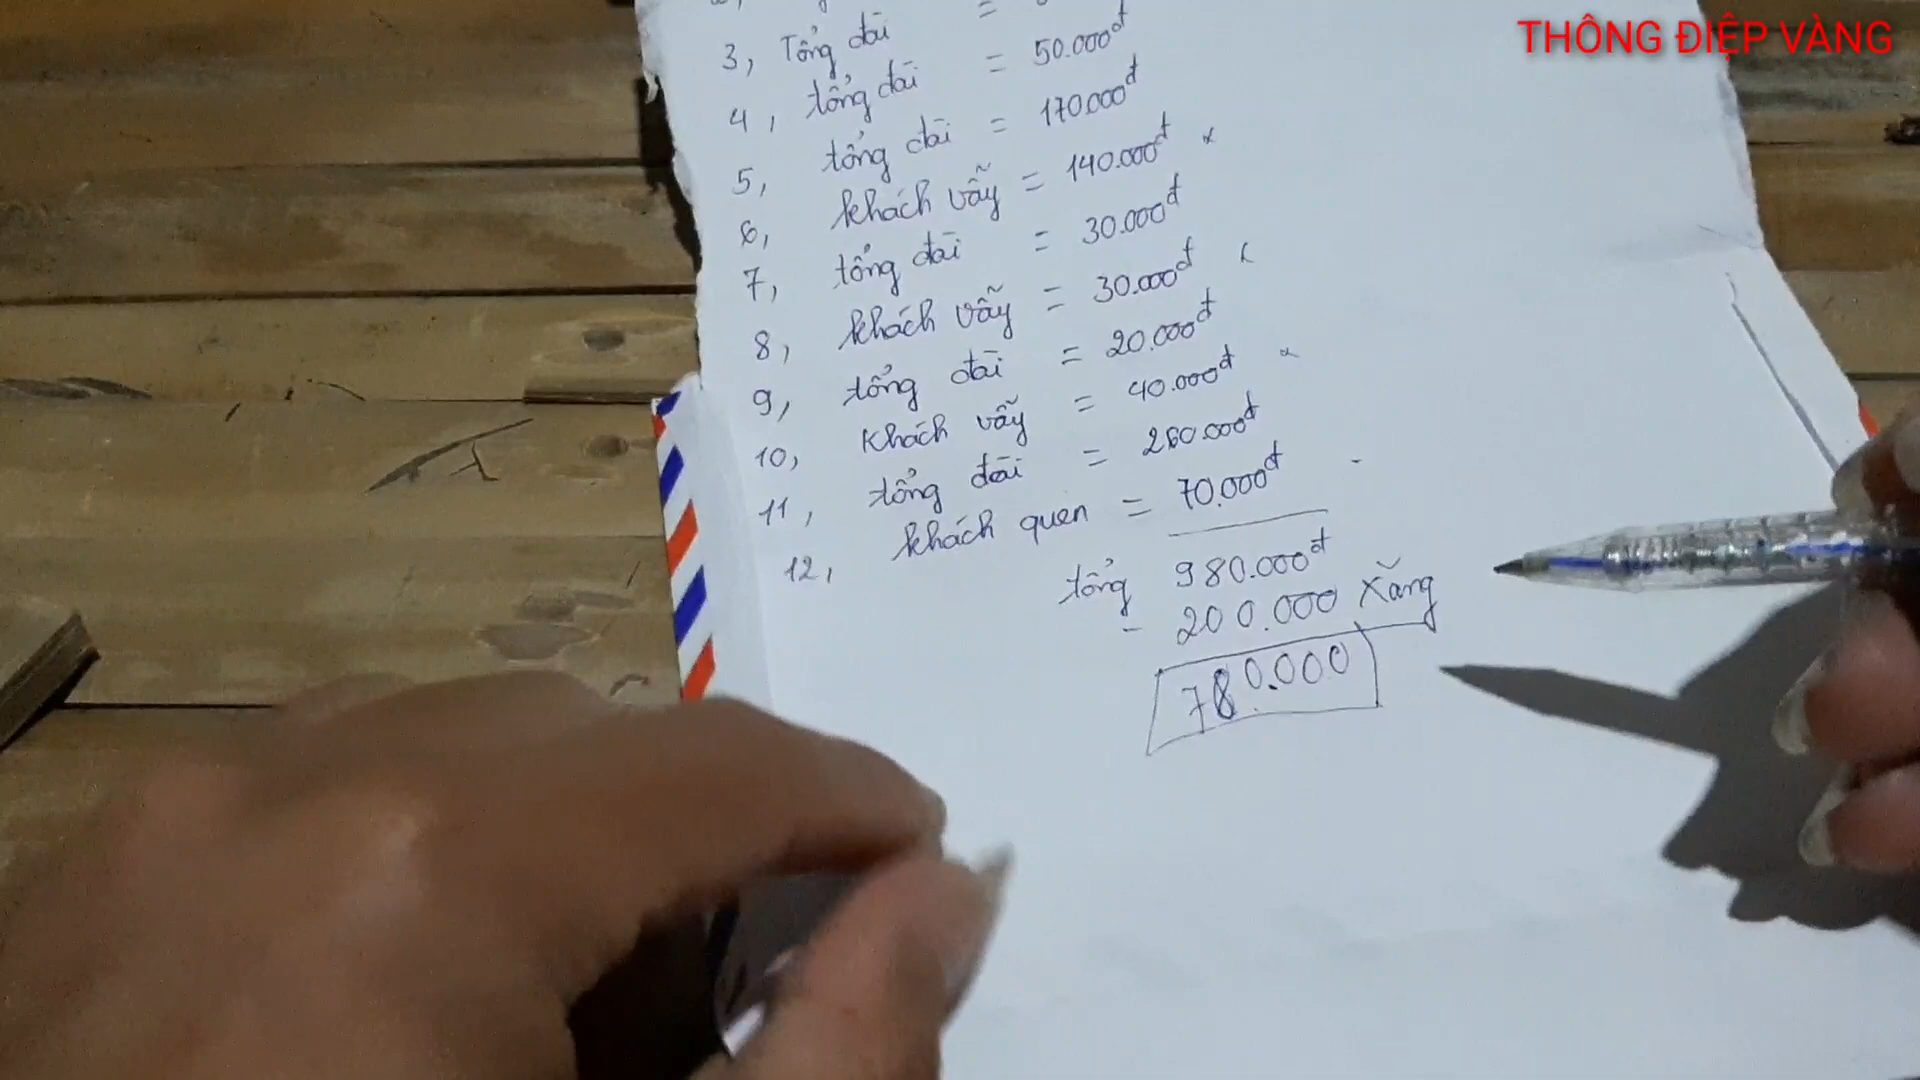 THÔNG ĐIỆP VÀNG
3, Tổng đài =
4, tổng đài = 50.000đ
5, tổng đài = 170.000đ
6, khách vẫy = 140.000đ x
7, tổng đài = 30.000đ
8, khách vẫy = 30.000đ
9, tổng đài = 20.000đ
10, Khách vẫy = 40.000đ
11, tổng đài = 260.000đ
12, khách quen = 70.000đ
tổng 980.000đ
- 200.000 xăng
780.000